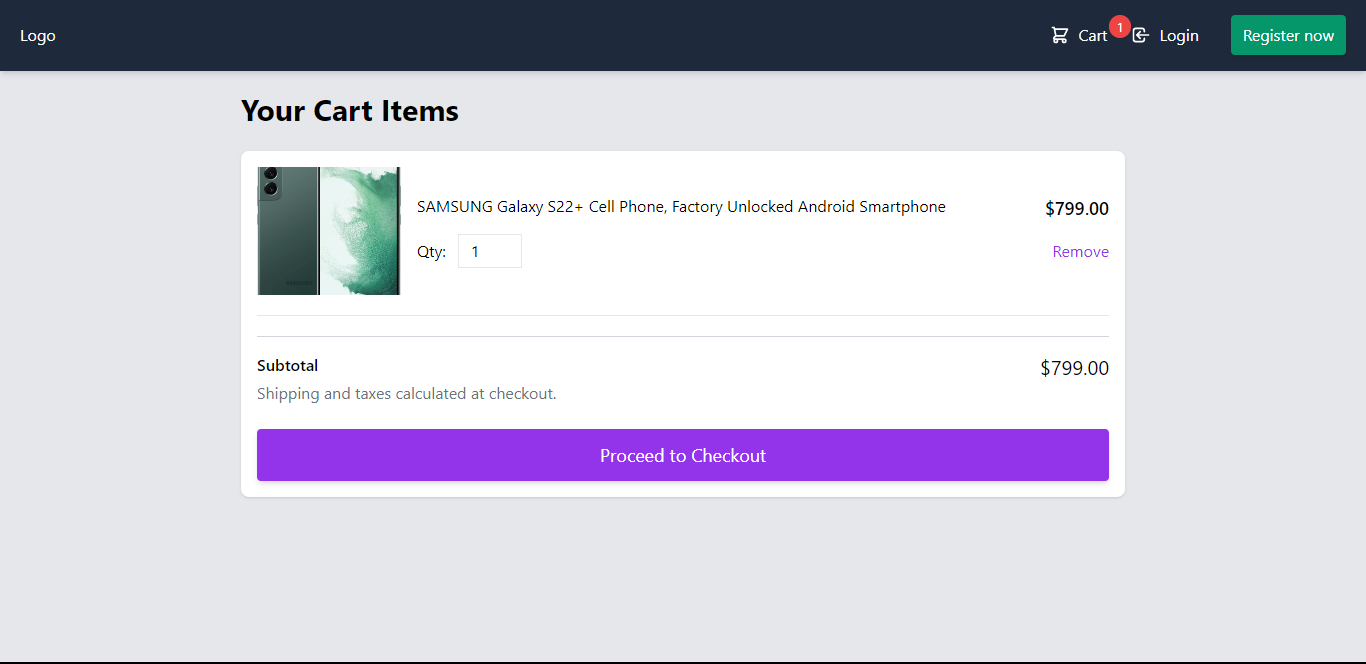 Logo
Cart
1
Login
Register now
Your Cart Items
SAMSUNG Galaxy S22+ Cell Phone, Factory Unlocked Android Smartphone
$799.00
Qty:
1
Remove
Subtotal
$799.00
Shipping and taxes calculated at checkout.
Proceed to Checkout